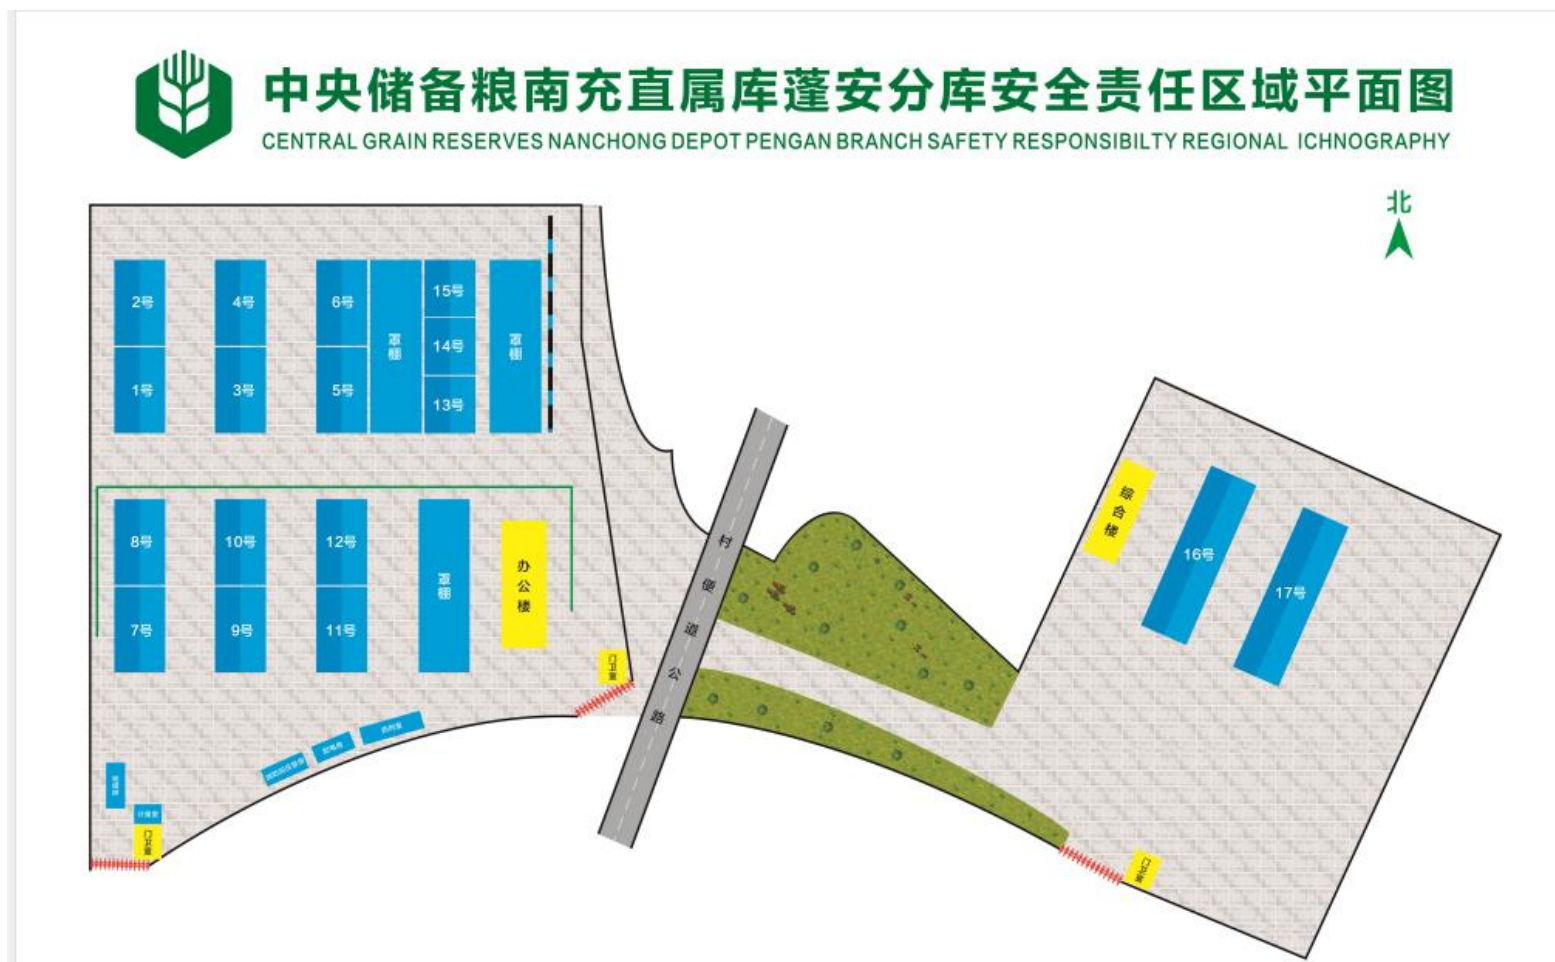 中央储备粮南充直属库蓬安分库安全责任区域平面图
CENTRAL GRAIN RESERVES NANCHONG DEPOT PENGAN BRANCH SAFETY RESPONSIBILTY REGIONAL ICHNOGRAPHY
北
2号
4号
6号
罩棚
15号
14号
13号
罩棚
1号
3号
5号
8号
10号
12号
罩棚
办公楼
7号
9号
11号
门卫室
村便道公路
综合楼
16号
17号
门卫室
门卫室